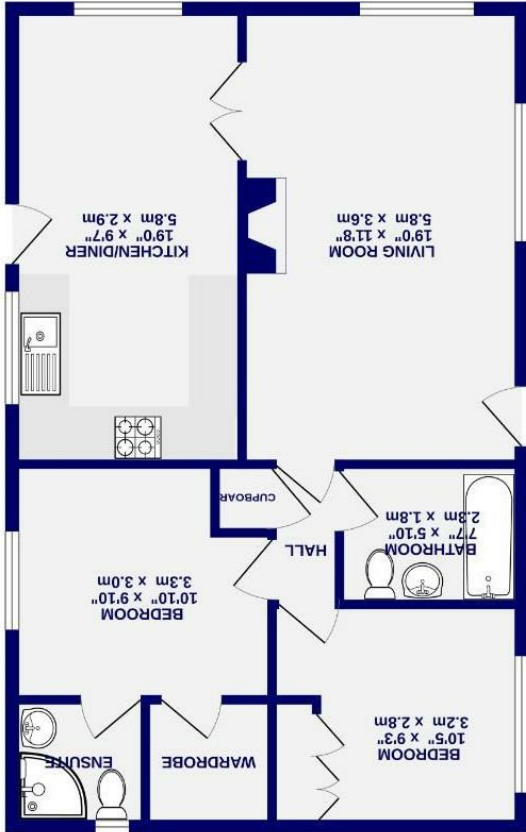 BEDROOM
10'5" x 9'3"
3.2m x 2.8m
WARDROBE
ENSUITE
BEDROOM
10'10" x 9'10"
3.3m x 3.0m
BATHROOM
7'7" x 5'10"
2.3m x 1.8m
HALL
CUPBOAR
LIVING ROOM
19'0" x 11'8"
5.8m x 3.6m
KITCHEN/DINER
19'0" x 9'7"
5.8m x 2.9m